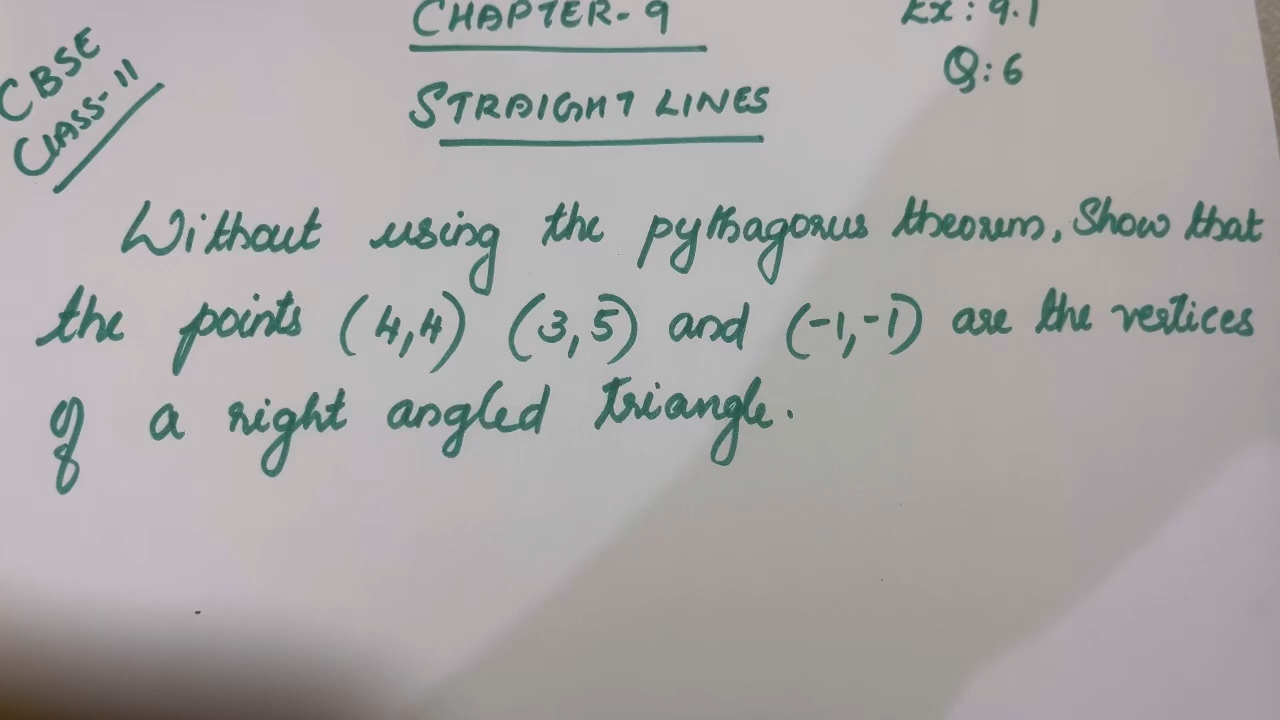 CHAPTER-9
Ex: 9.1
Q: 6
CBSE
CLASS-11
STRAIGHT LINES
Without using the pythagorus theorem, Show that
the points (4,4) (3,5) and (-1,-1) are the vertices
of a right angled triangle.